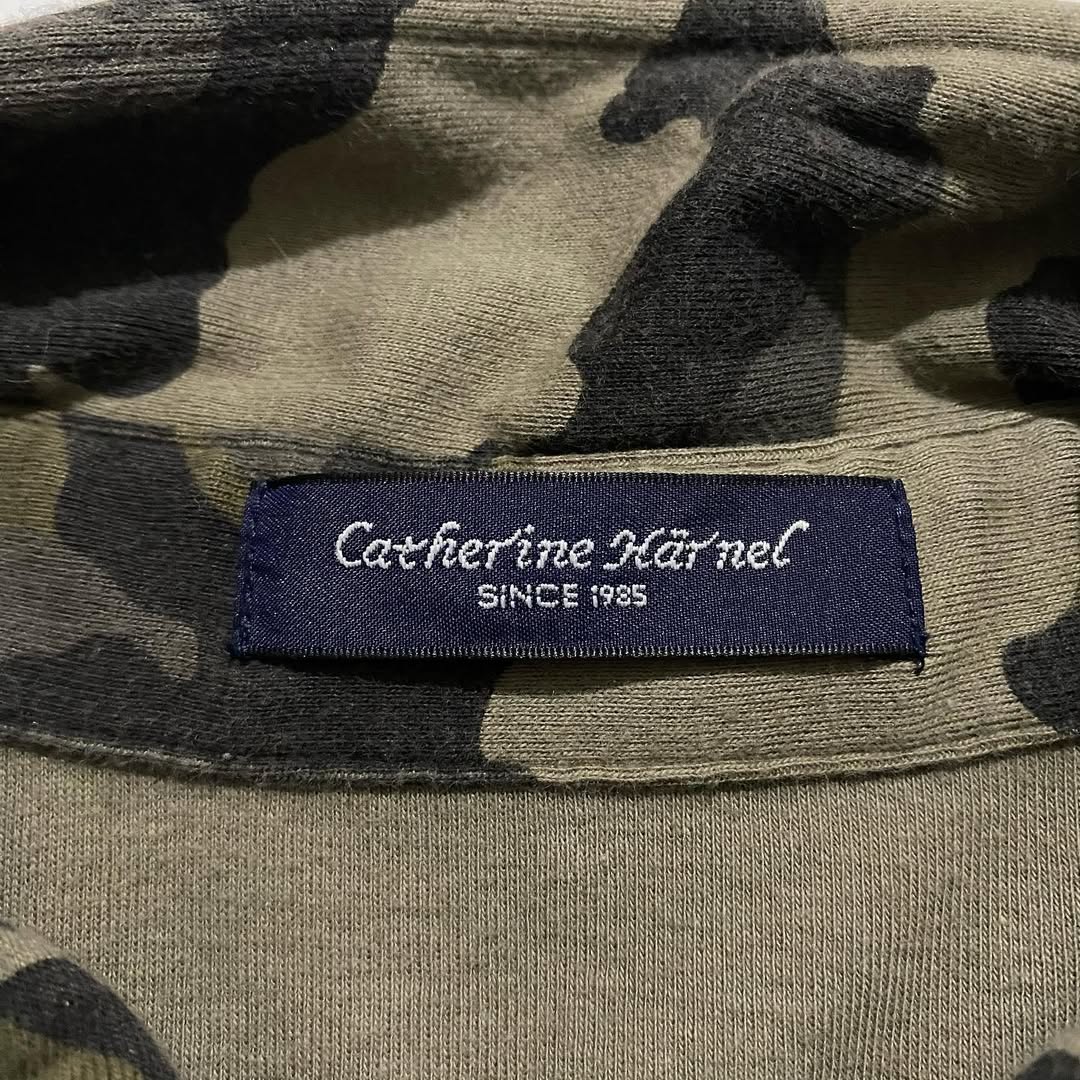 Catherine Härnel
SINCE 1985